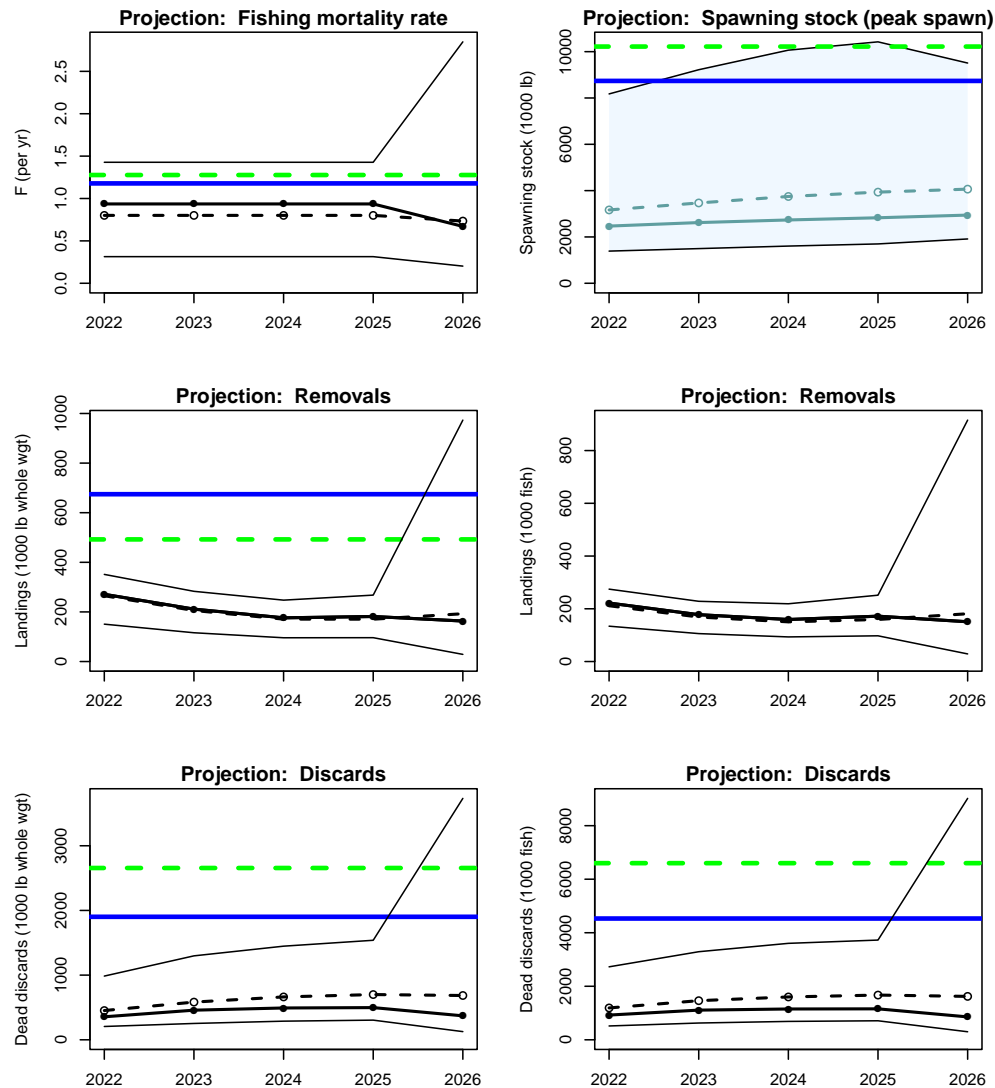 Projection: Fishing mortality rate
F (per yr)
0.0 0.5 1.0 1.5 2.0 2.5
2022 2023 2024 2025 2026
Projection: Spawning stock (peak spawn)
Spawning stock (1000 lb)
0 2000 6000 10000
2022 2023 2024 2025 2026
Projection: Removals
Landings (1000 lb whole wgt)
0 200 400 600 800 1000
2022 2023 2024 2025 2026
Projection: Removals
Landings (1000 fish)
0 200 400 600 800
2022 2023 2024 2025 2026
Projection: Discards
Dead discards (1000 lb whole wgt)
0 1000 2000 3000
2022 2023 2024 2025 2026
Projection: Discards
Dead discards (1000 fish)
0 2000 4000 6000 8000
2022 2023 2024 2025 2026